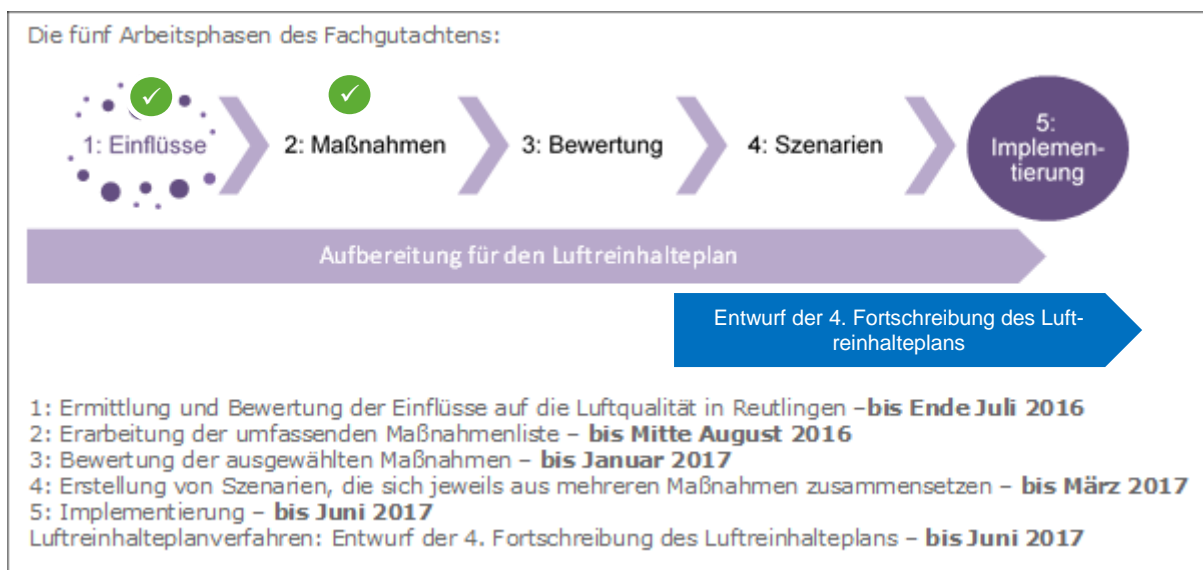 Die fünf Arbeitsphasen des Fachgutachtens:
1: Einflüsse
2: Maßnahmen
3: Bewertung
4: Szenarien
5:
Implemen-
tierung
Aufbereitung für den Luftreinhalteplan
Entwurf der 4. Fortschreibung des Luft-
reinhalteplans
1: Ermittlung und Bewertung der Einflüsse auf die Luftqualität in Reutlingen –bis Ende Juli 2016
2: Erarbeitung der umfassenden Maßnahmenliste – bis Mitte August 2016
3: Bewertung der ausgewählten Maßnahmen – bis Januar 2017
4: Erstellung von Szenarien, die sich jeweils aus mehreren Maßnahmen zusammensetzen – bis März 2017
5: Implementierung – bis Juni 2017
Luftreinhalteplanverfahren: Entwurf der 4. Fortschreibung des Luftreinhalteplans – bis Juni 2017